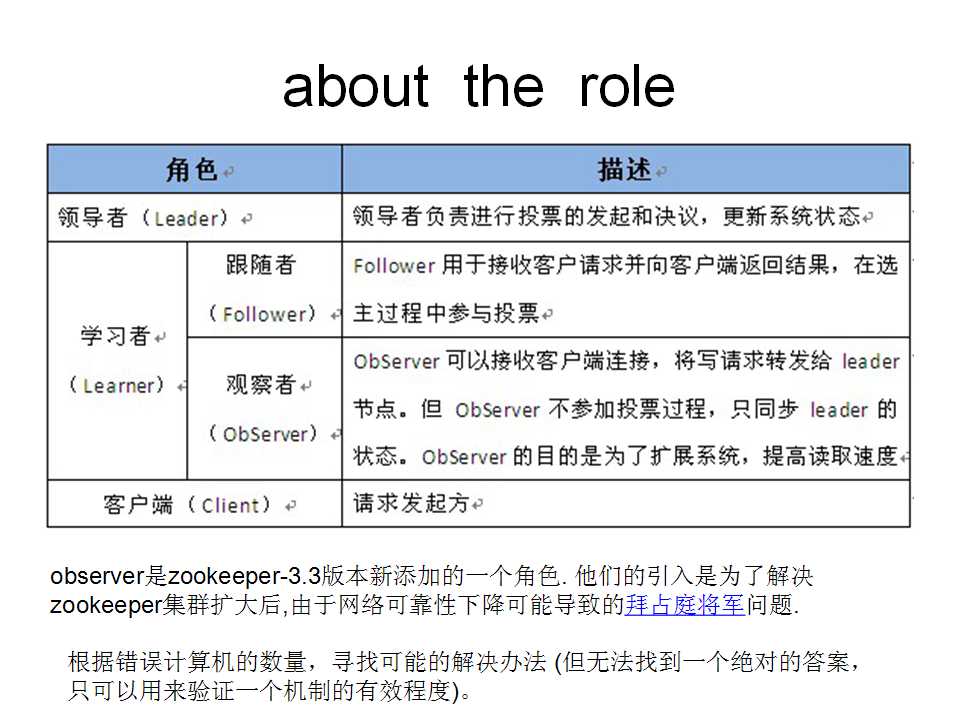 about the role
角色 描述
领导者（Leader） 领导者负责进行投票的发起和决议，更新系统状态
学习者
（Learner）
跟随者
（Follower）
Follower 用于接收客户请求并向客户端返回结果，在选
主过程中参与投票
观察者
（ObServer）
ObServer 可以接收客户端连接，将写请求转发给 leader
节点。但 ObServer 不参加投票过程，只同步 leader 的
状态。ObServer 的目的是为了扩展系统，提高读取速度
客户端（Client） 请求发起方
observer是zookeeper-3.3版本新添加的一个角色. 他们的引入是为了解决
zookeeper集群扩大后,由于网络可靠性下降可能导致的拜占庭将军问题.
根据错误计算机的数量，寻找可能的解决办法 (但无法找到一个绝对的答案，
只可以用来验证一个机制的有效程度)。